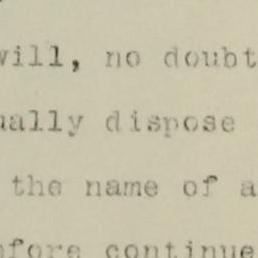 will, no doubt
ually dispose
the name of a
efore continue